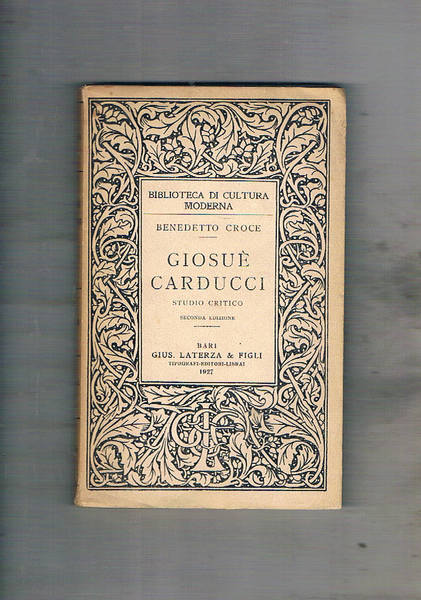 BIBLIOTECA DI CULTURA
MODERNA
BENEDETTO CROCE
GIOSUÈ
CARDUCCI
STUDIO CRITICO
SECONDA EDIZIONE
BARI
GIUS. LATERZA & FIGLI
TIPOGRAFI-EDITORI-LIBRAI
1927